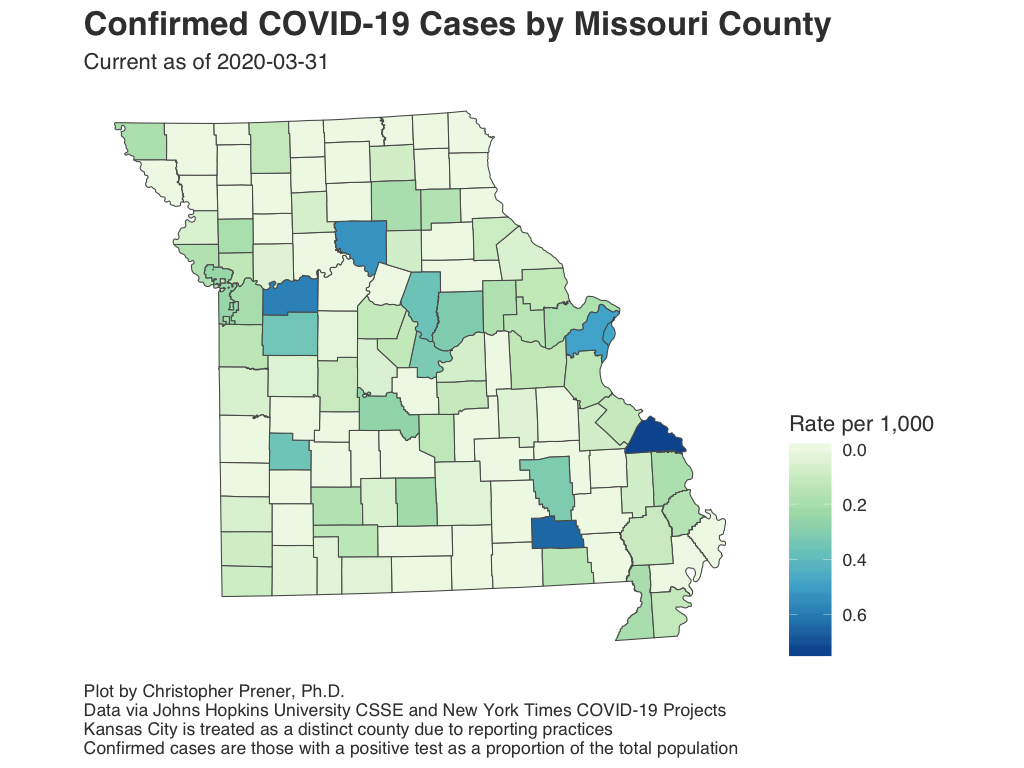 Confirmed COVID-19 Cases by Missouri County
Current as of 2020-03-31
Rate per 1,000
0.0
0.2
0.4
0.6
Plot by Christopher Prener, Ph.D.
Data via Johns Hopkins University CSSE and New York Times COVID-19 Projects
Kansas City is treated as a distinct county due to reporting practices
Confirmed cases are those with a positive test as a proportion of the total population